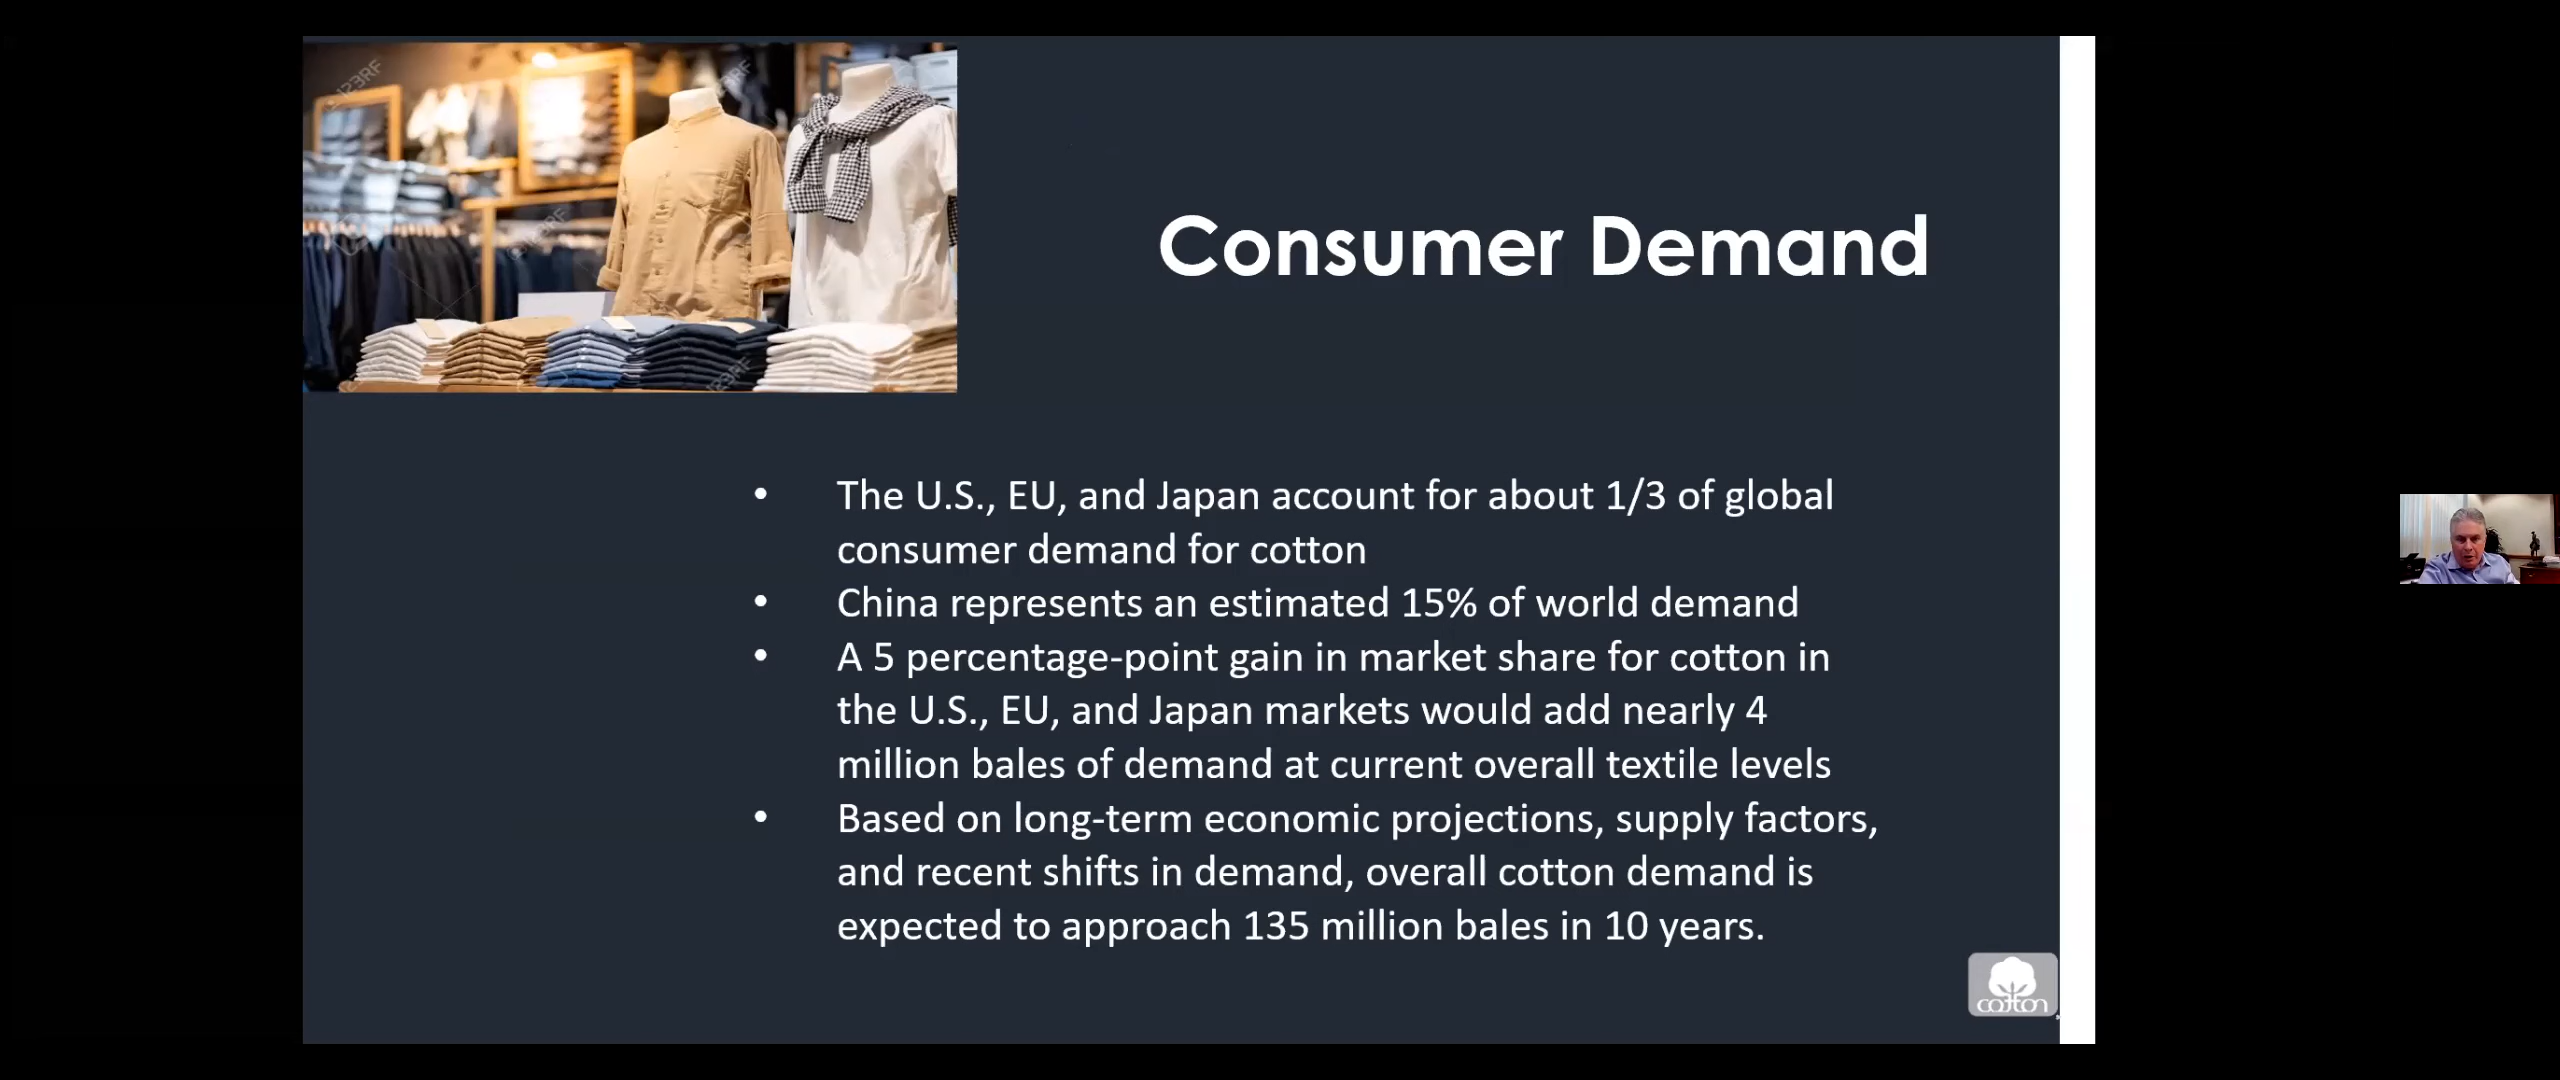 123RF
123RF
123RF
123RF
Consumer Demand
• The U.S., EU, and Japan account for about 1/3 of global
consumer demand for cotton
• China represents an estimated 15% of world demand
• A 5 percentage-point gain in market share for cotton in
the U.S., EU, and Japan markets would add nearly 4
million bales of demand at current overall textile levels
• Based on long-term economic projections, supply factors,
and recent shifts in demand, overall cotton demand is
expected to approach 135 million bales in 10 years.
cotton